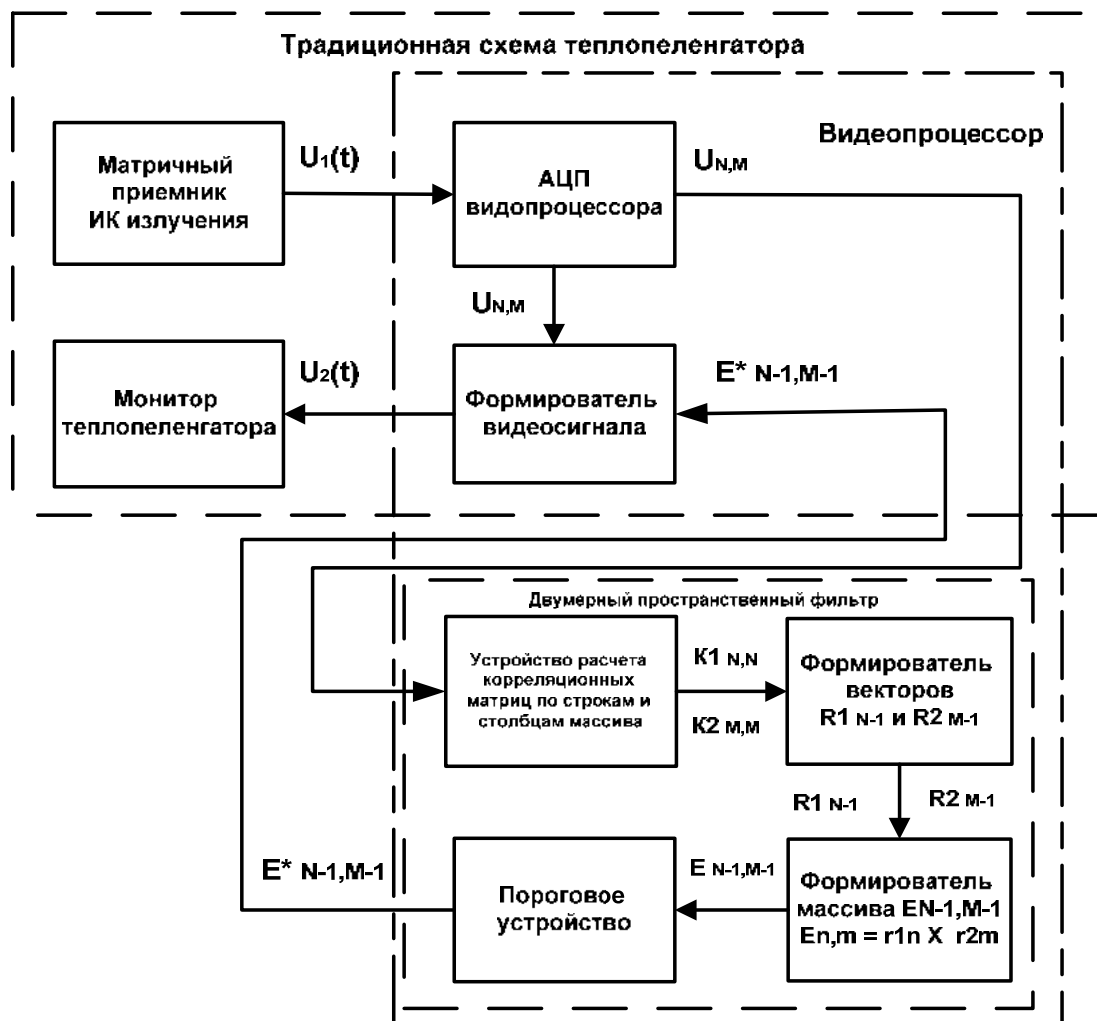 Традиционная схема теплопеленгатора
Видеопроцессор
Матричный
приемник
ИК излучения
U1(t)
АЦП
видопроцессора
UN,M
UN,M
Монитор
теплопеленгатора
U2(t)
Формирователь
видеосигнала
E* N-1,M-1
Двумерный пространственный фильтр
Устройство расчета
корреляционных
матриц по строкам и
столбцам массива
К1 N,N
К2 М,М
Формирователь
векторов
R1 N-1 и R2 M-1
R1 N-1
R2 M-1
E* N-1,M-1
Пороговое
устройство
E N-1,M-1
Формирователь
массива EN-1,M-1
En,m = r1n X r2m